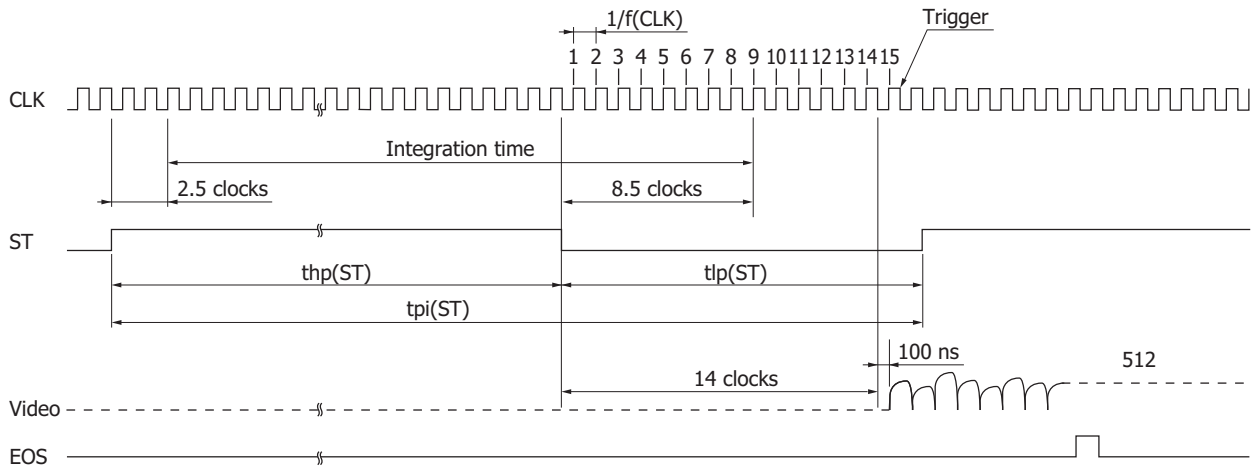 1/f(CLK)
Trigger
1 2 3 4 5 6 7 8 9 10 11 12 13 14 15
CLK
Integration time
2.5 clocks
8.5 clocks
ST
thp(ST)
tlp(ST)
tpi(ST)
100 ns
512
14 clocks
Video
EOS